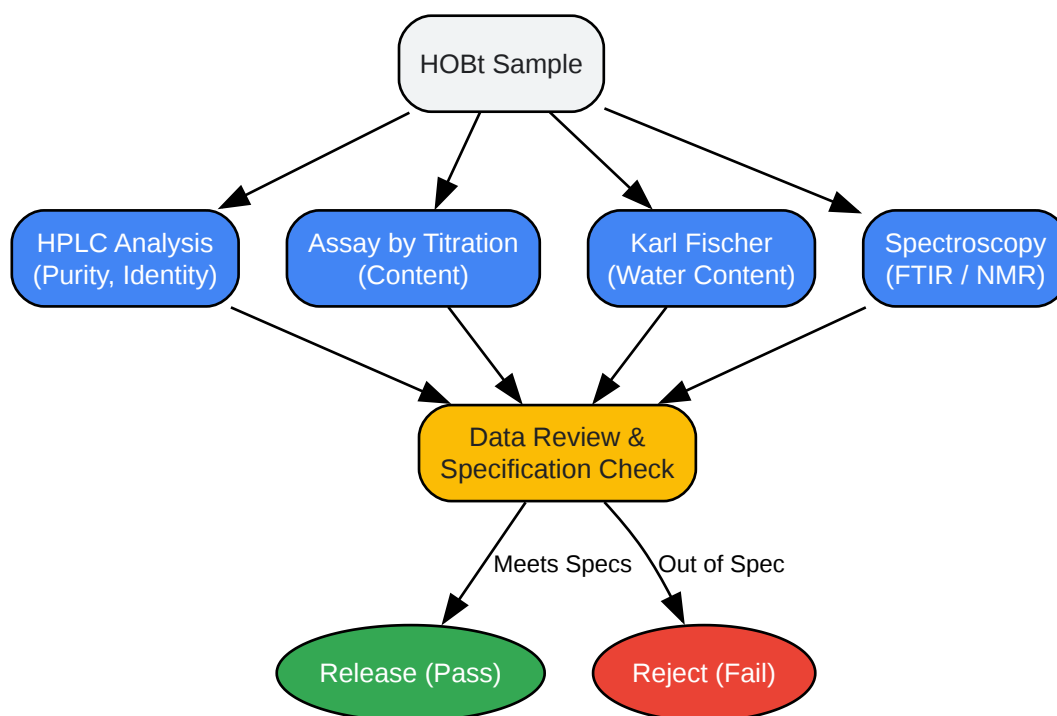 HOBt Sample
HPLC Analysis
(Purity, Identity)
Assay by Titration
(Content)
Karl Fischer
(Water Content)
Spectroscopy
(FTIR / NMR)
Data Review &
Specification Check
Meets Specs
Out of Spec
Release (Pass)
Reject (Fail)